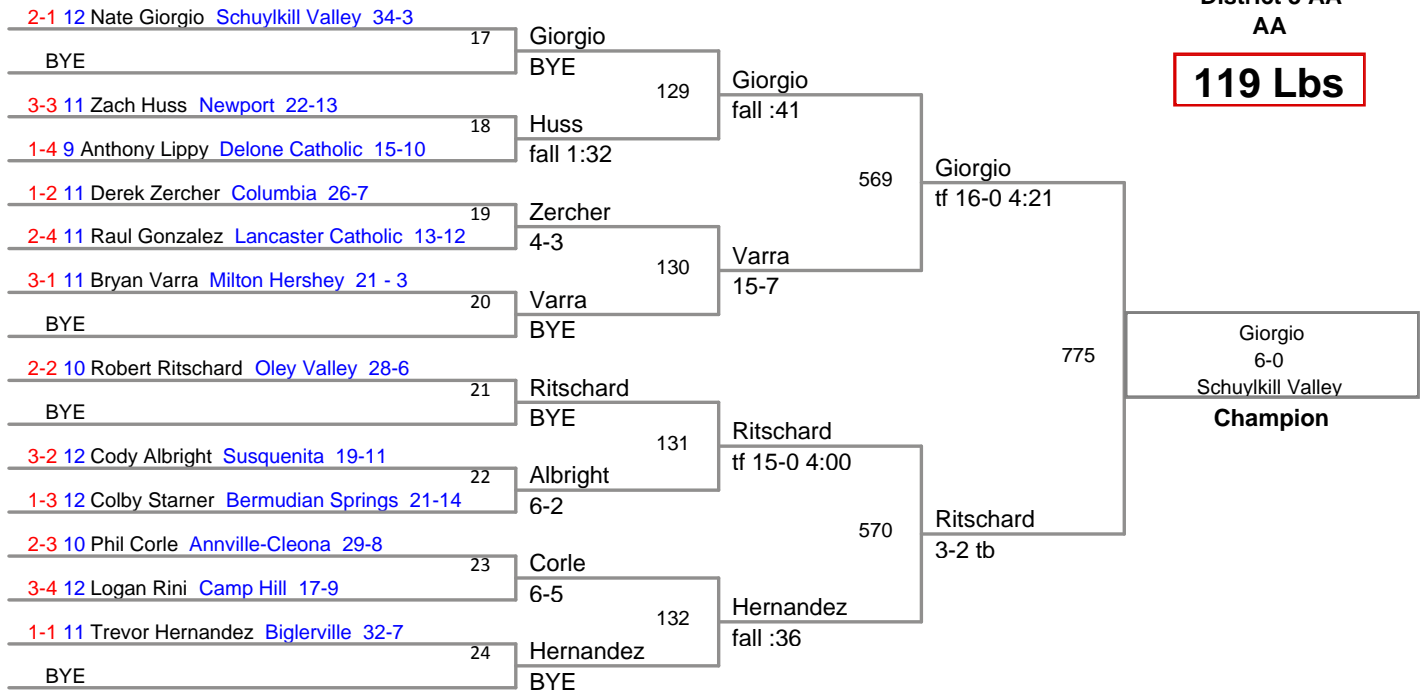 AA
119 Lbs
2-1 12 Nate Giorgio Schuylkill Valley 34-3
BYE
3-3 11 Zach Huss Newport 22-13
1-4 9 Anthony Lippy Delone Catholic 15-10
1-2 11 Derek Zercher Columbia 26-7
2-4 11 Raul Gonzalez Lancaster Catholic 13-12
3-1 11 Bryan Varra Milton Hershey 21 - 3
BYE
2-2 10 Robert Ritschard Oley Valley 28-6
BYE
3-2 12 Cody Albright Susquenita 19-11
1-3 12 Colby Starner Bermudian Springs 21-14
2-3 10 Phil Corle Annville-Cleona 29-8
3-4 12 Logan Rini Camp Hill 17-9
1-1 11 Trevor Hernandez Biglerville 32-7
BYE
17
Giorgio
BYE
18
Huss
fall 1:32
19
Zercher
4-3
20
Varra
BYE
21
Ritschard
BYE
22
Albright
6-2
23
Corle
6-5
24
Hernandez
BYE
129
Giorgio
fall :41
130
Varra
15-7
131
Ritschard
tf 15-0 4:00
132
Hernandez
fall :36
569
Giorgio
tf 16-0 4:21
570
Ritschard
3-2 tb
775
Giorgio
6-0
Schuylkill Valley
Champion